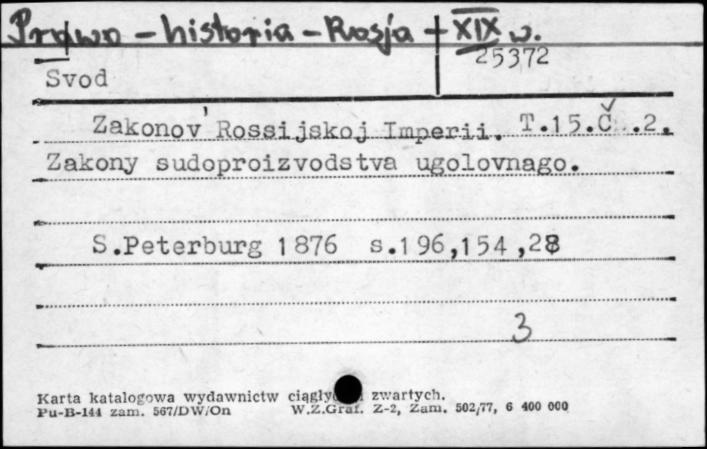 Prawo - historia - Rosja - XIX w.
25372
Svod
Zakonov' Rossijskoj Imperii. T.15.Č.2.
Zakony sudoproizvodstva ugolovnago.
S.Peterburg 1876 s.196,154,28
3
Karta katalogowa wydawnictw zwartych.
Pu-B-144 zam. 567/DW/On W.Z.Graf. Z-2, Zam. 502/77, 6 400 000